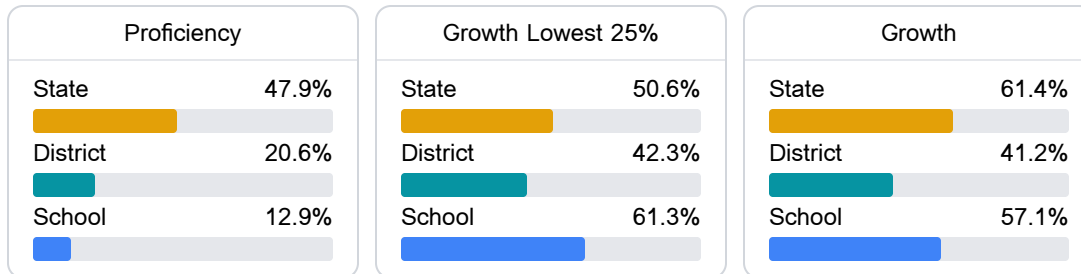 Proficiency
State 47.9%
District 20.6%
School 12.9%
Growth Lowest 25%
State 50.6%
District 42.3%
School 61.3%
Growth
State 61.4%
District 41.2%
School 57.1%